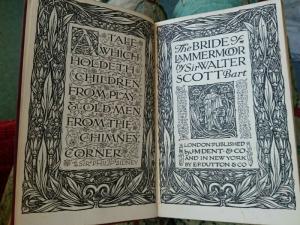 A TALE
WHICH
HOLDETH
CHILDREN
FROM PLAY
& OLD MEN
FROM THE
CHIMNEY
CORNER
SIR PHILIP SIDNEY
The BRIDE of
LAMMERMOOR
by Sir WALTER
SCOTT Bart
LONDON: PUBLISHED
by J.M. DENT & CO
AND IN NEW YORK
BY E.P. DUTTON & CO